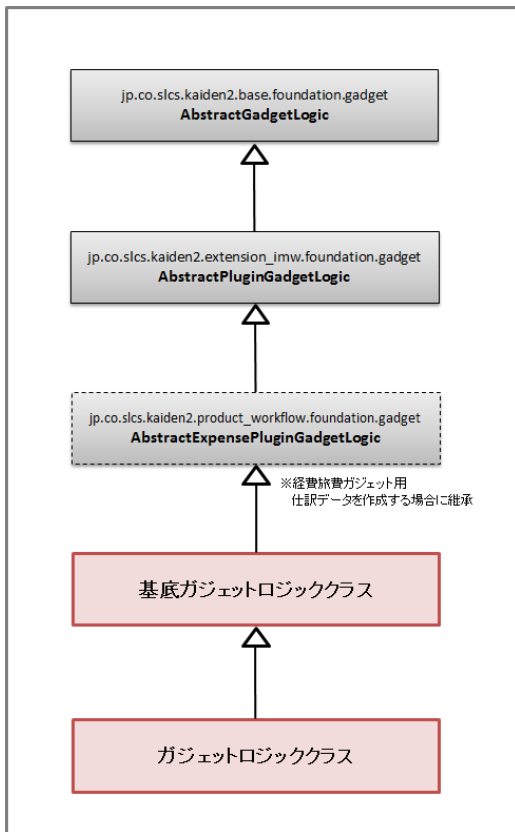 jp.co.slcs.kaiden2.base.foundation.gadget
AbstractGadgetLogic
jp.co.slcs.kaiden2.extension_imw.foundation.gadget
AbstractPluginGadgetLogic
jp.co.slcs.kaiden2.product_workflow.foundation.gadget
AbstractExpensePluginGadgetLogic
※経費旅費ガジェット用
仕訳データを作成する場合に継承
基底ガジェットロジッククラス
ガジェットロジッククラス